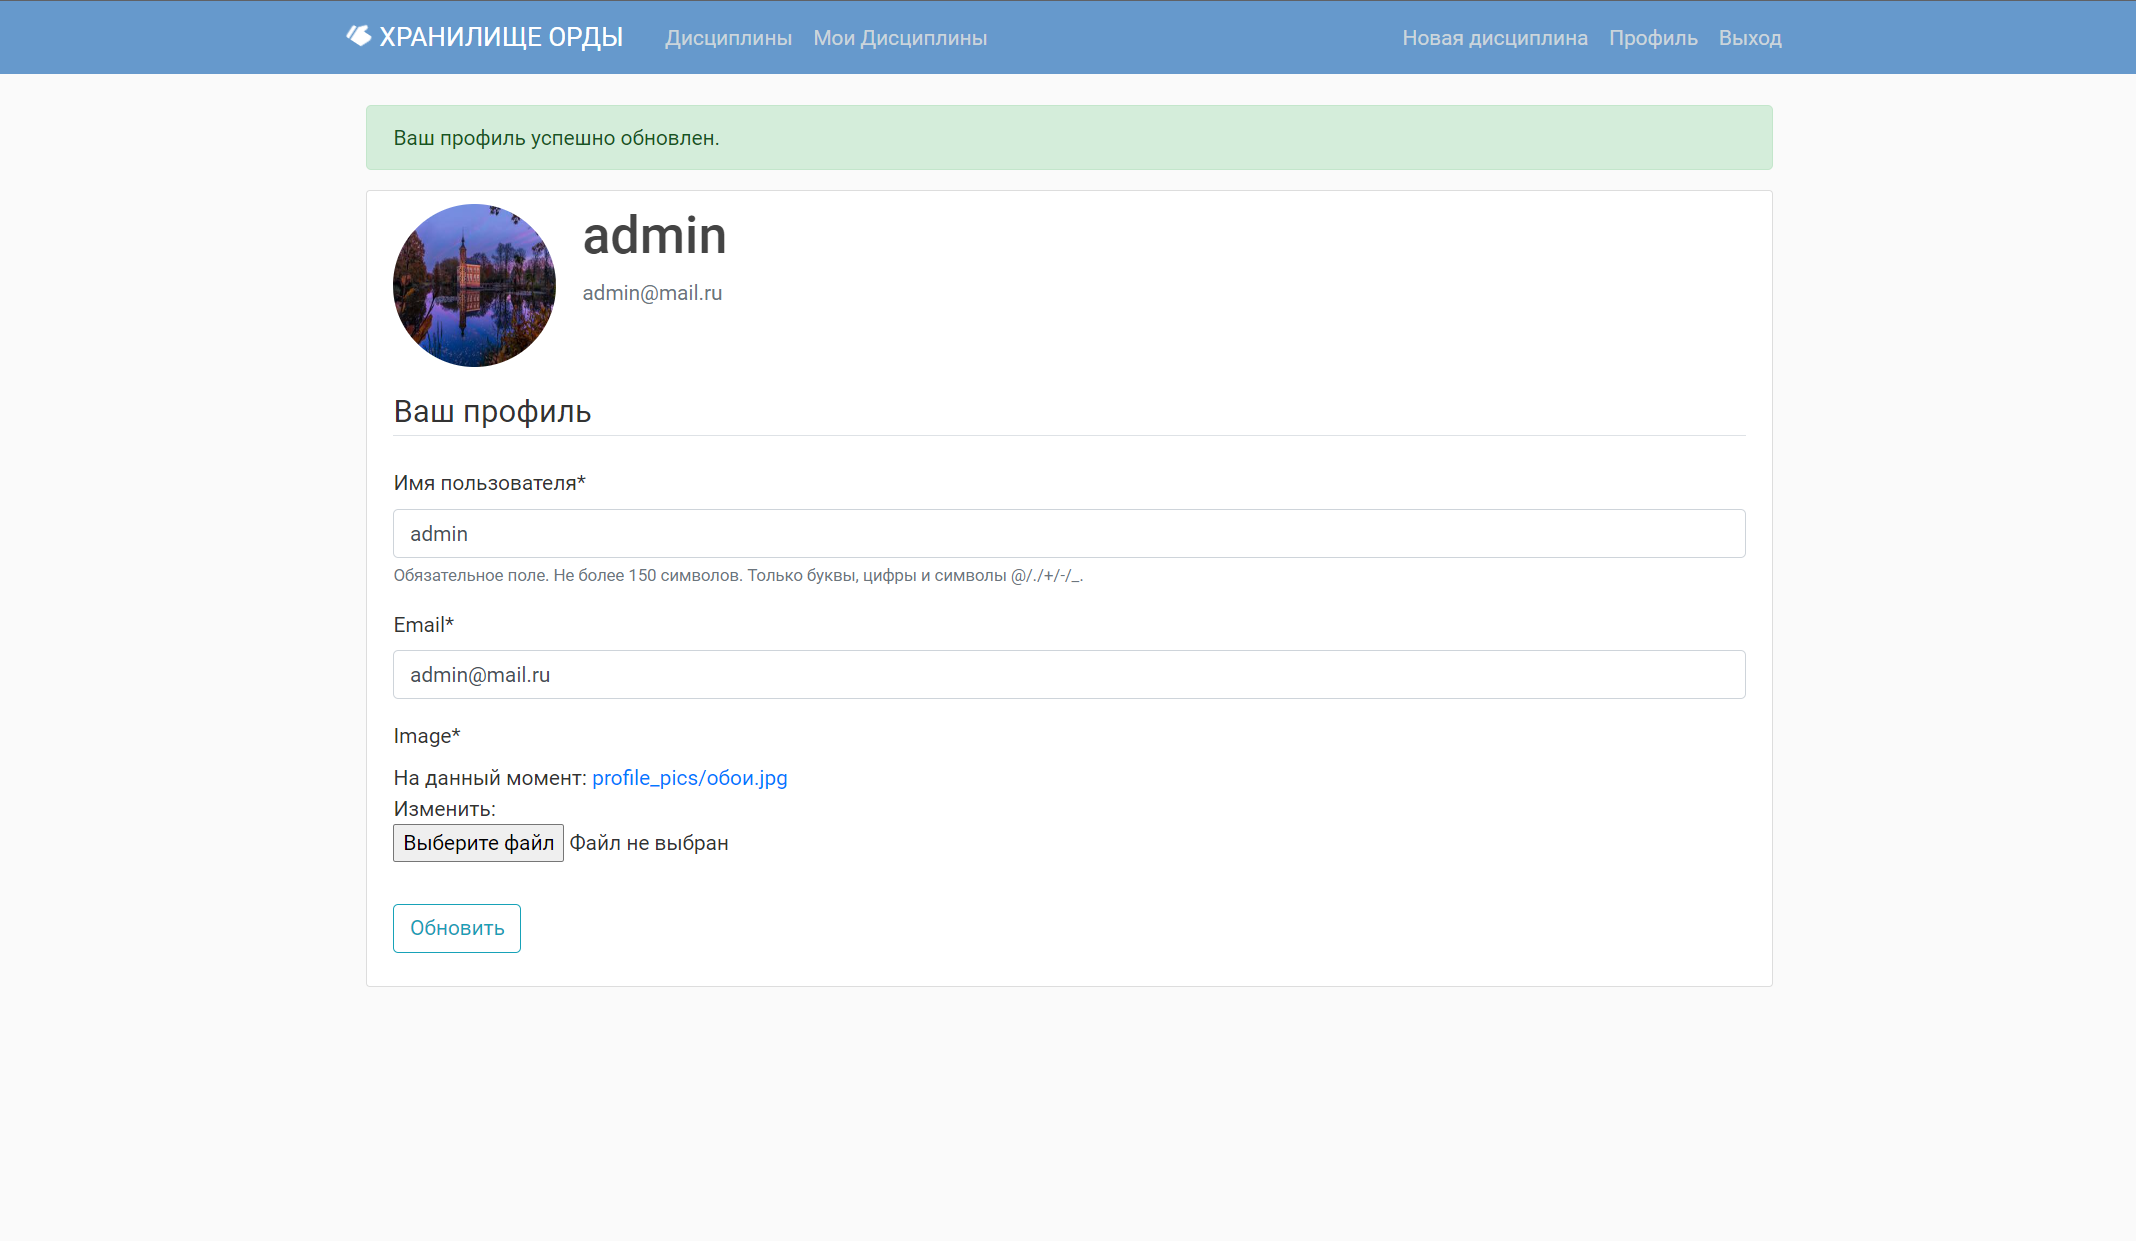 ХРАНИЛИЩЕ ОРДЫ Дисциплины Мои Дисциплины Новая дисциплина Профиль Выход
Ваш профиль успешно обновлен.
admin
admin@mail.ru
Ваш профиль
Имя пользователя*
admin
Обязательное поле. Не более 150 символов. Только буквы, цифры и символы @/./+/-/_.
Email*
admin@mail.ru
Image*
На данный момент: profile_pics/обои.jpg
Изменить:
Выберите файл Файл не выбран
Обновить